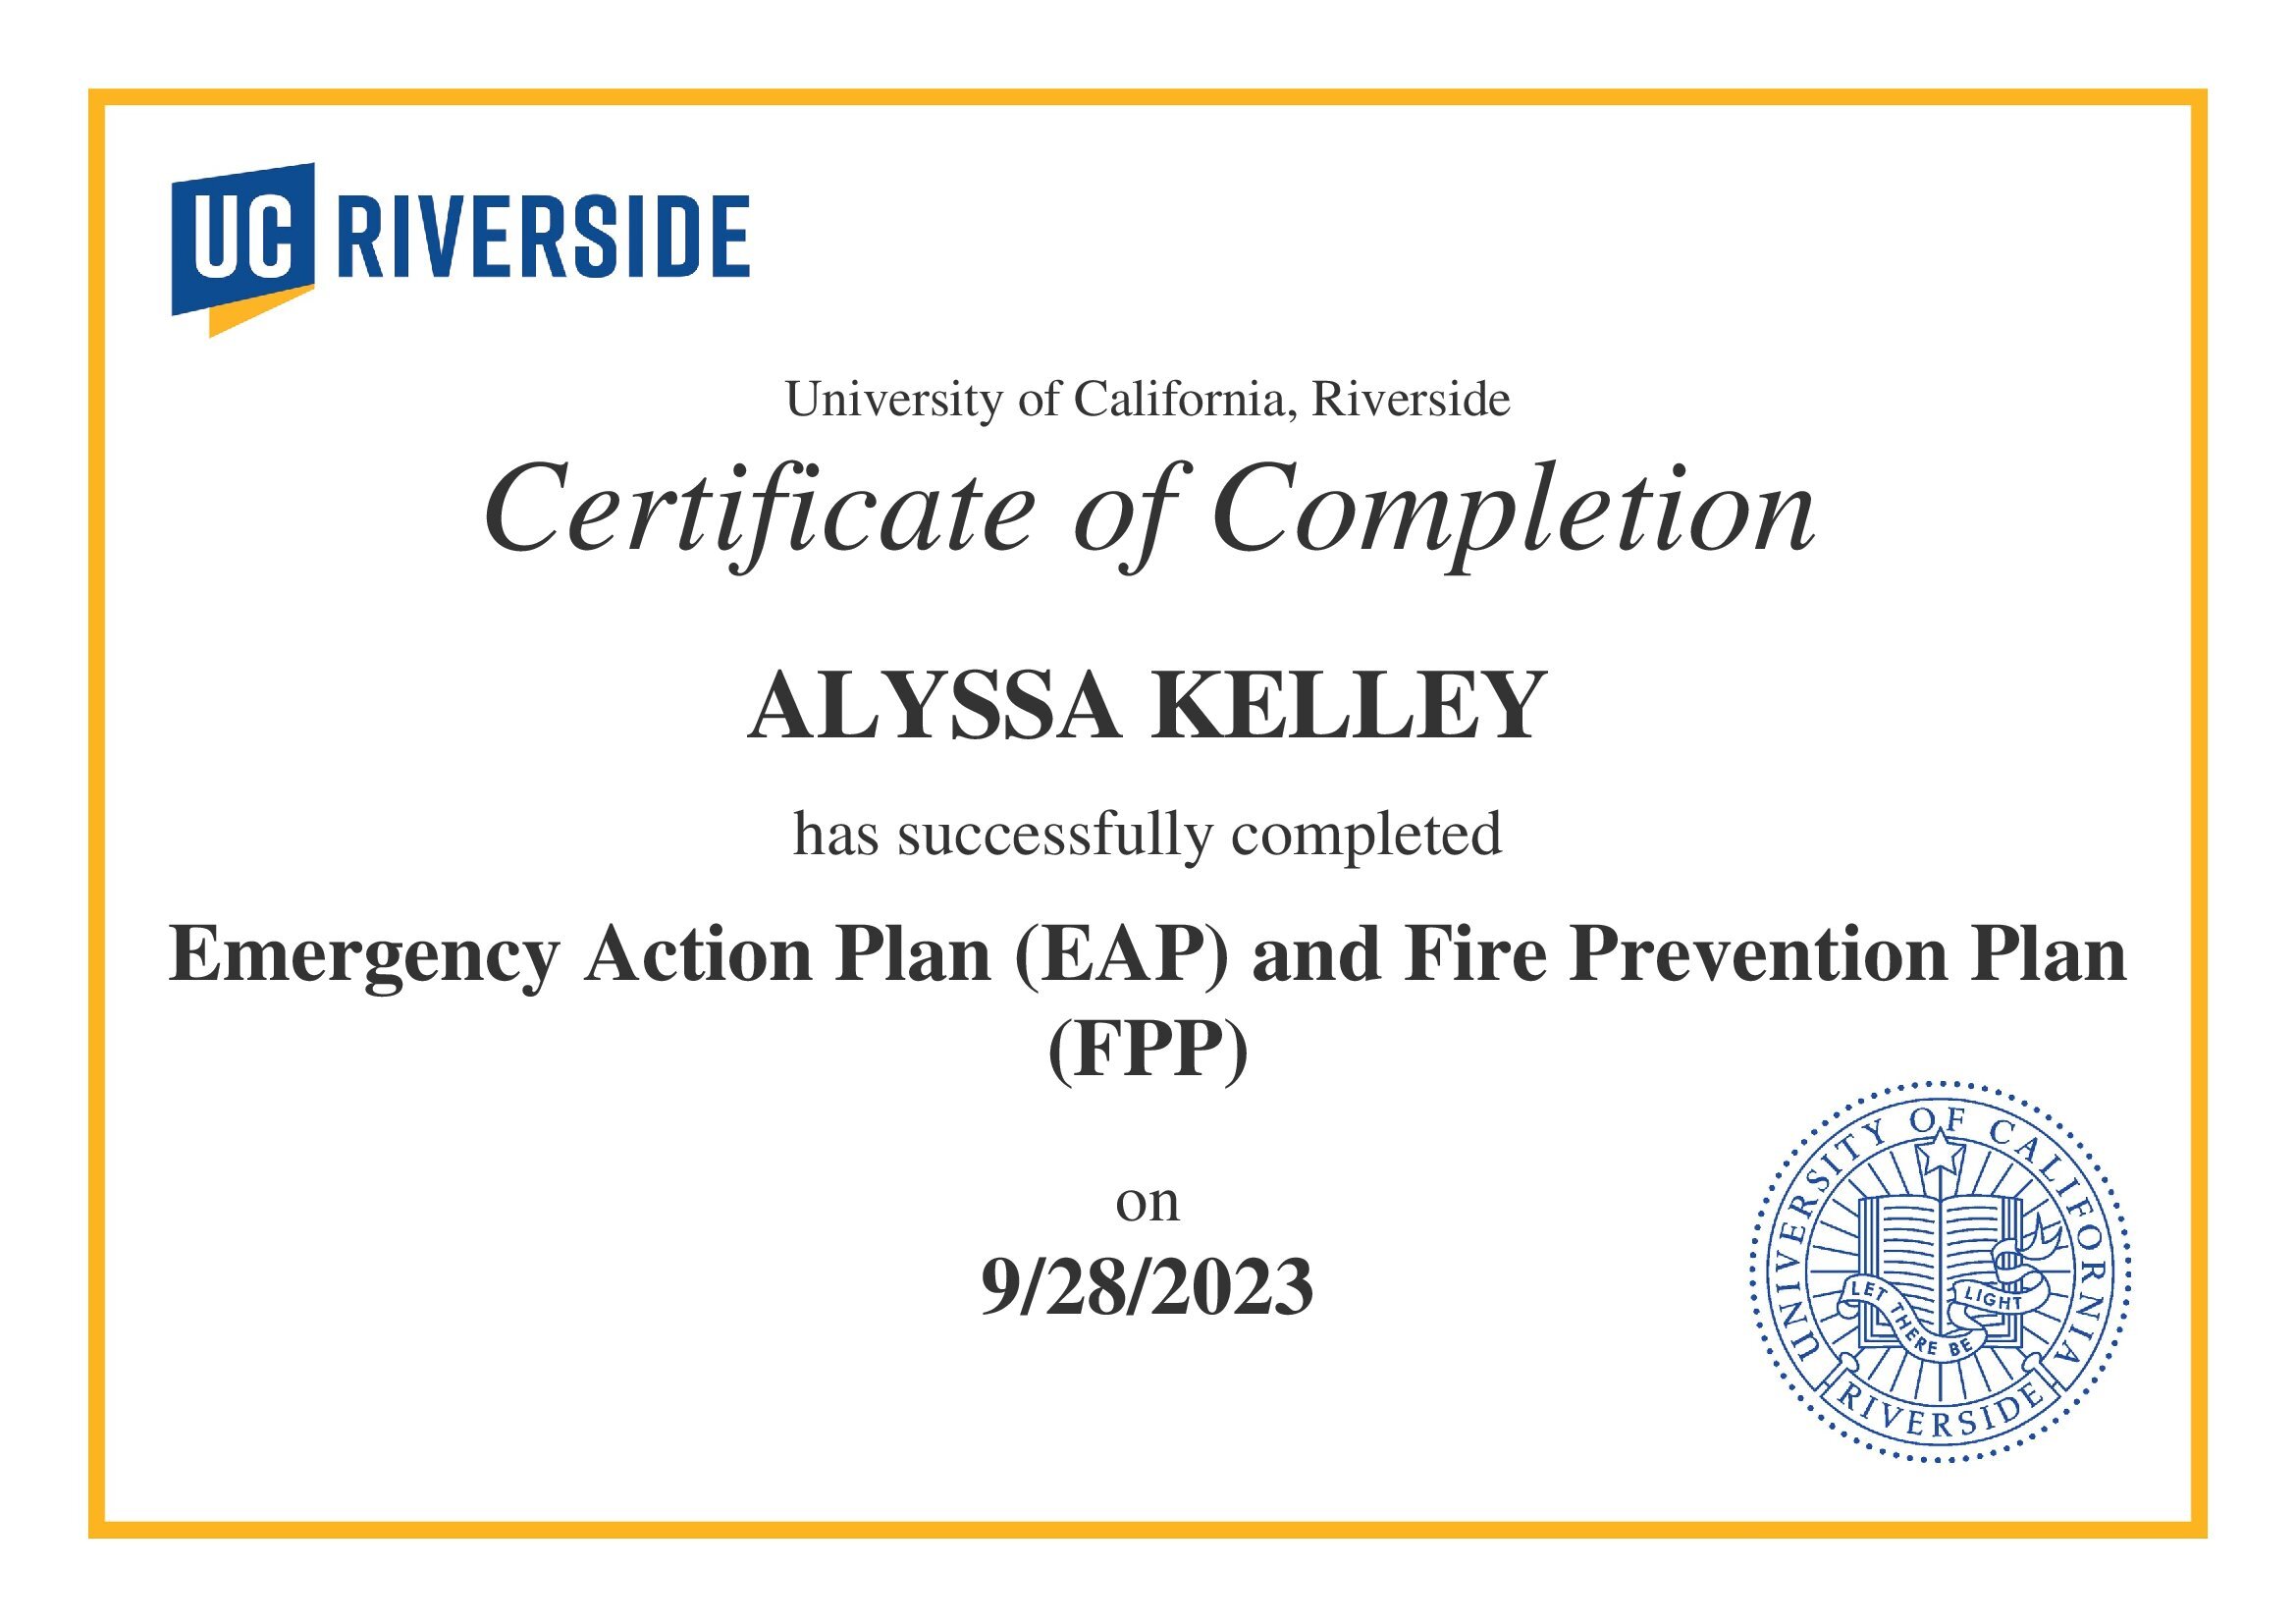 UC RIVERSIDE
University of California, Riverside
Certificate of Completion
ALYSSA KELLEY
has successfully completed
Emergency Action Plan (EAP) and Fire Prevention Plan
(FPP)
on
9/28/2023
UNIVERSITY OF CALIFORNIA
LET THERE BE LIGHT
RIVERSIDE